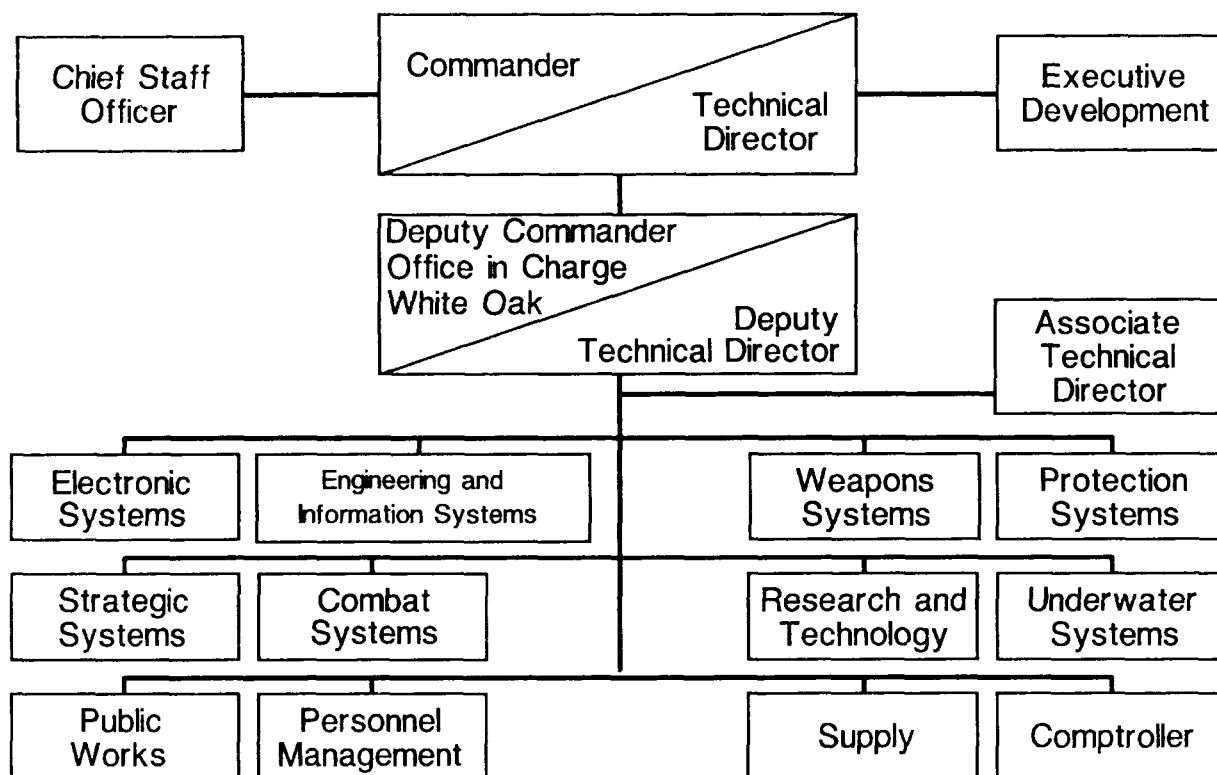 Chief Staff
Officer
Commander
Technical
Director
Executive
Development
Deputy Commander
Office in Charge
White Oak
Deputy
Technical Director
Associate
Technical
Director
Electronic
Systems
Engineering and
Information Systems
Weapons
Systems
Protection
Systems
Strategic
Systems
Combat
Systems
Research and
Technology
Underwater
Systems
Public
Works
Personnel
Management
Supply
Comptroller